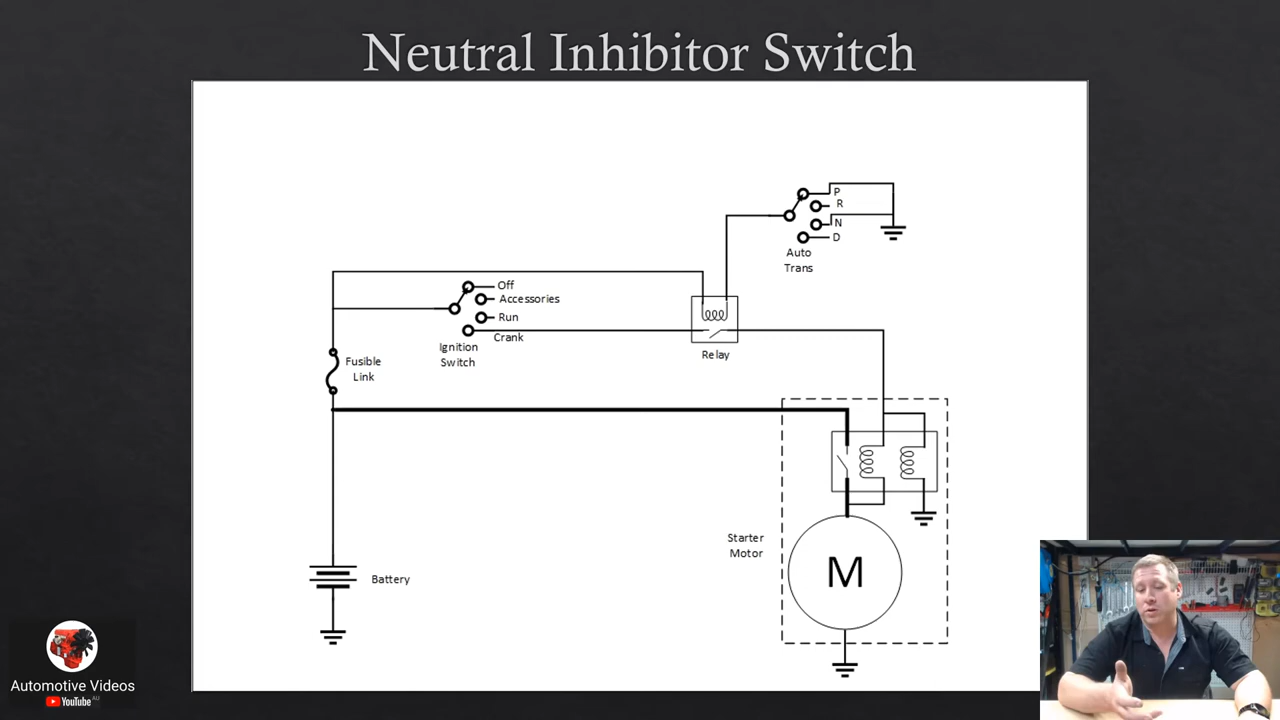 Neutral Inhibitor Switch
P
R
N
D
Auto
Trans
Off
Accessories
Run
Crank
Ignition
Switch
Relay
Fusible
Link
Starter
Motor
M
Battery
Automotive Videos
YouTube AU